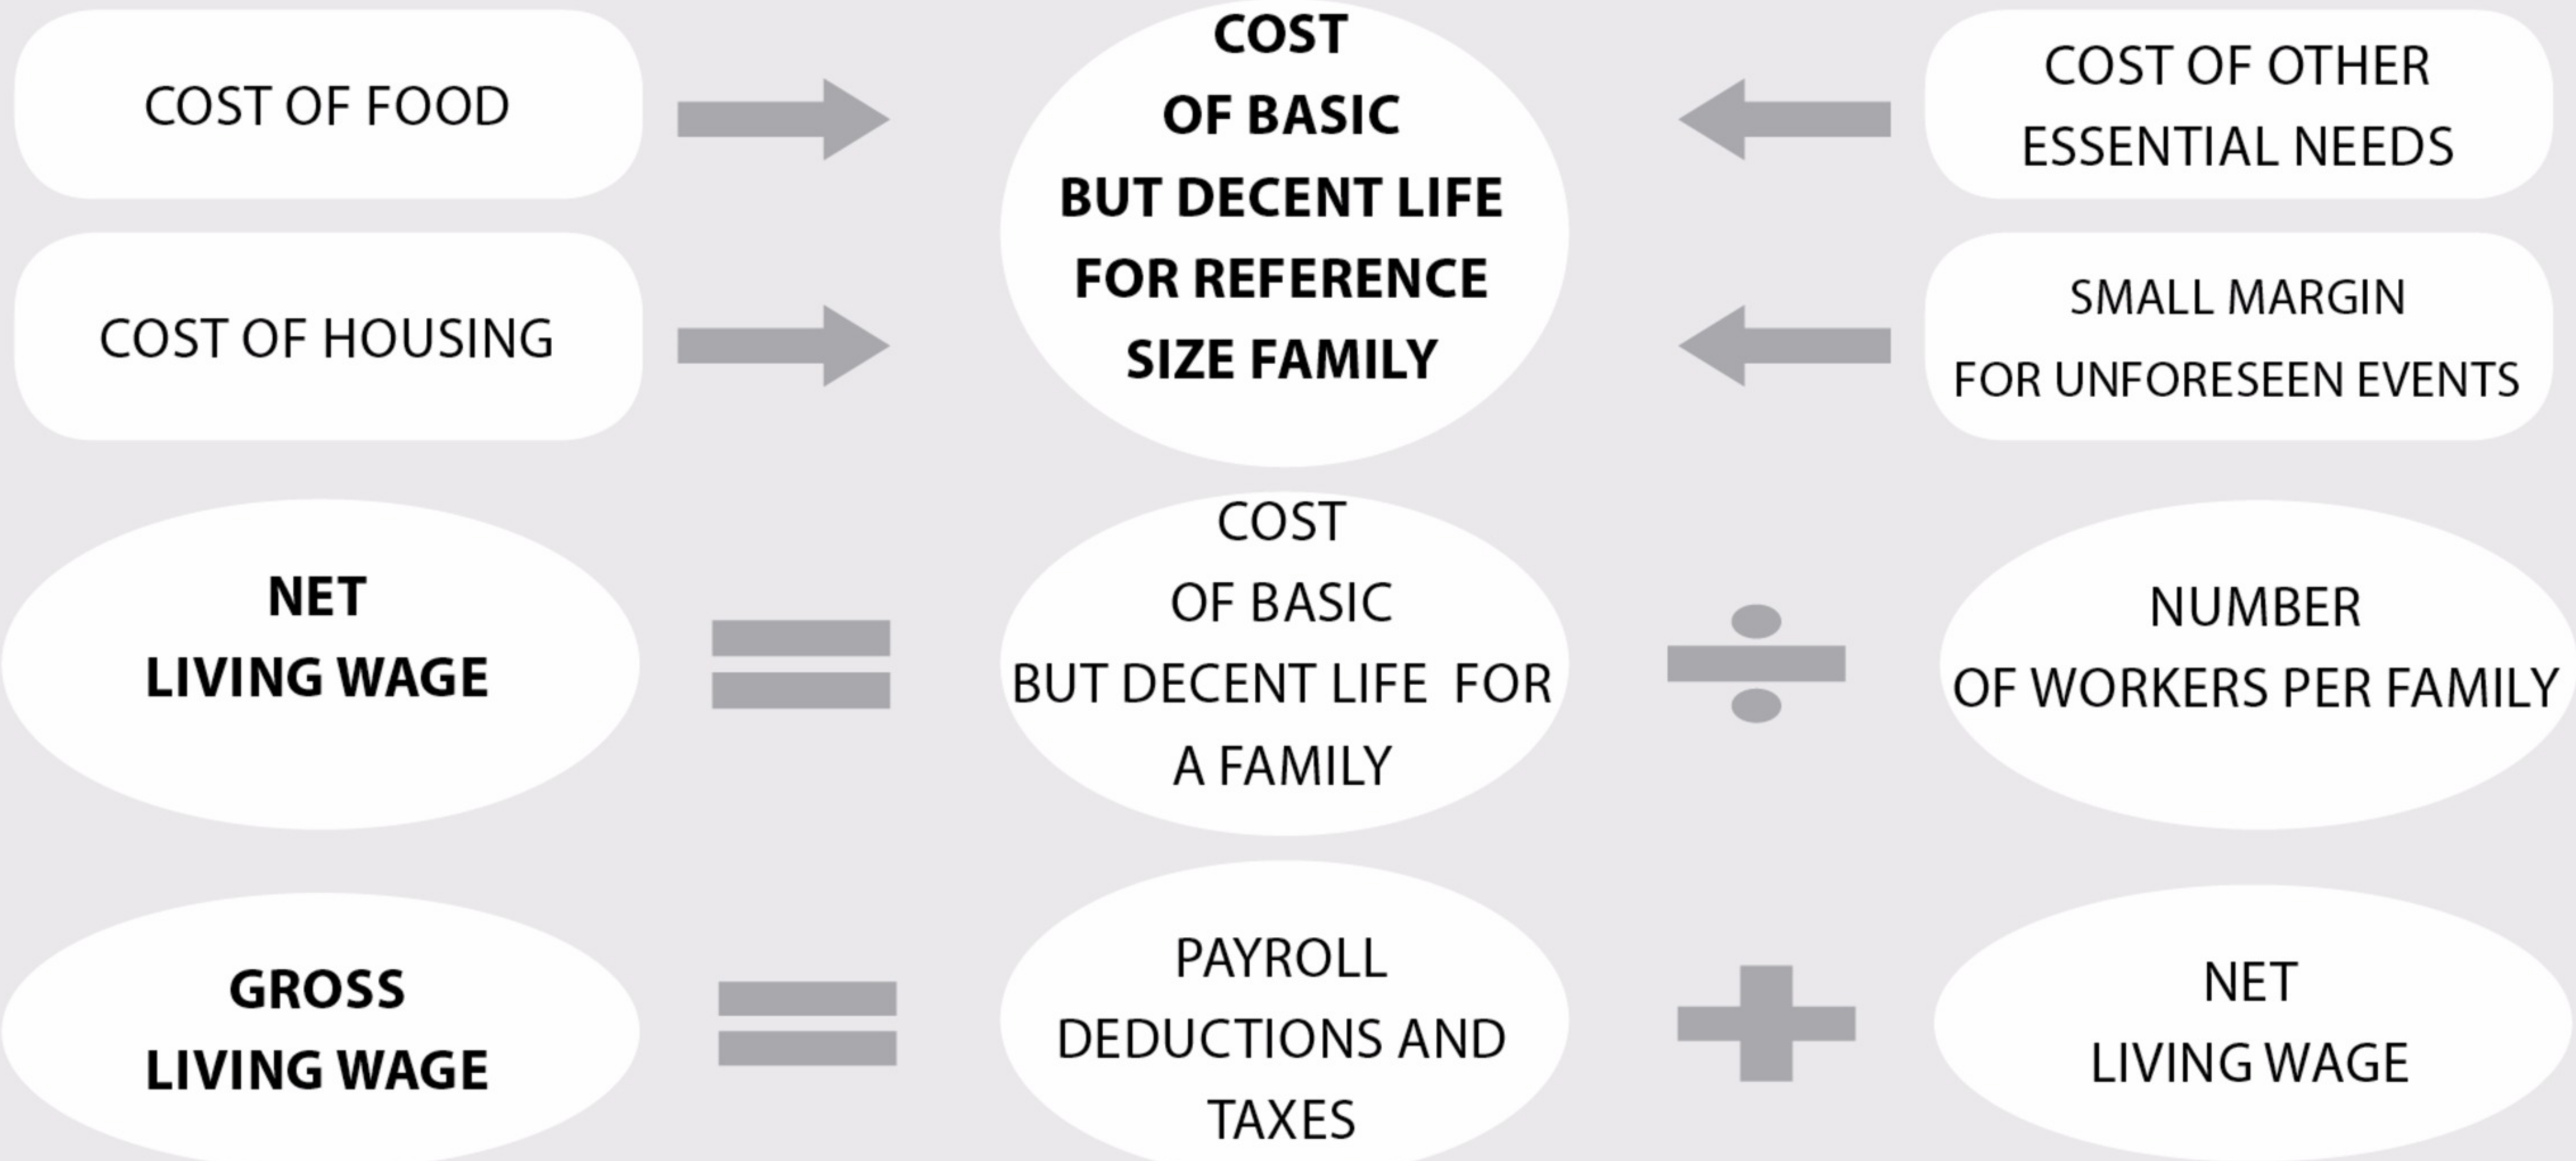 COST OF FOOD
COST
OF BASIC
BUT DECENT LIFE
FOR REFERENCE
SIZE FAMILY
COST OF OTHER
ESSENTIAL NEEDS
COST OF HOUSING
SMALL MARGIN
FOR UNFORESEEN EVENTS
NET
LIVING WAGE
COST
OF BASIC
BUT DECENT LIFE FOR
A FAMILY
NUMBER
OF WORKERS PER FAMILY
GROSS
LIVING WAGE
PAYROLL
DEDUCTIONS AND
TAXES
NET
LIVING WAGE